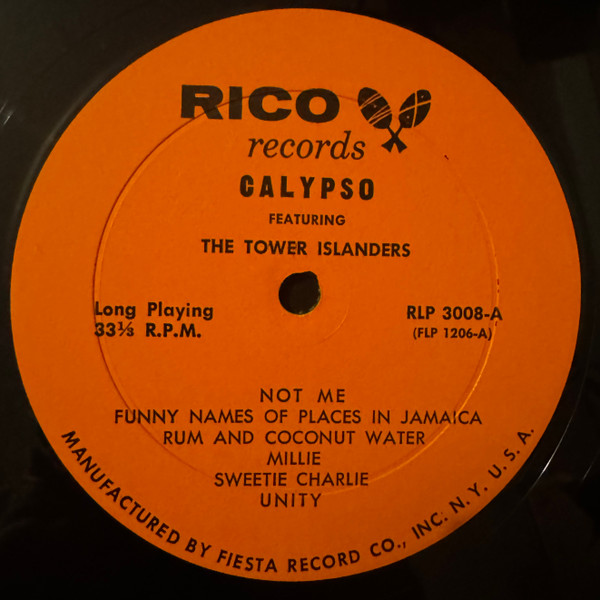 RICO
records
CALYPSO
FEATURING
THE TOWER ISLANDERS
Long Playing
33⅓ R.P.M.
RLP 3008-A
(FLP 1206-A)
NOT ME
FUNNY NAMES OF PLACES IN JAMAICA
RUM AND COCONUT WATER
MILLIE
SWEETIE CHARLIE
UNITY
MANUFACTURED BY FIESTA RECORD CO., INC. N.Y. U.S.A.